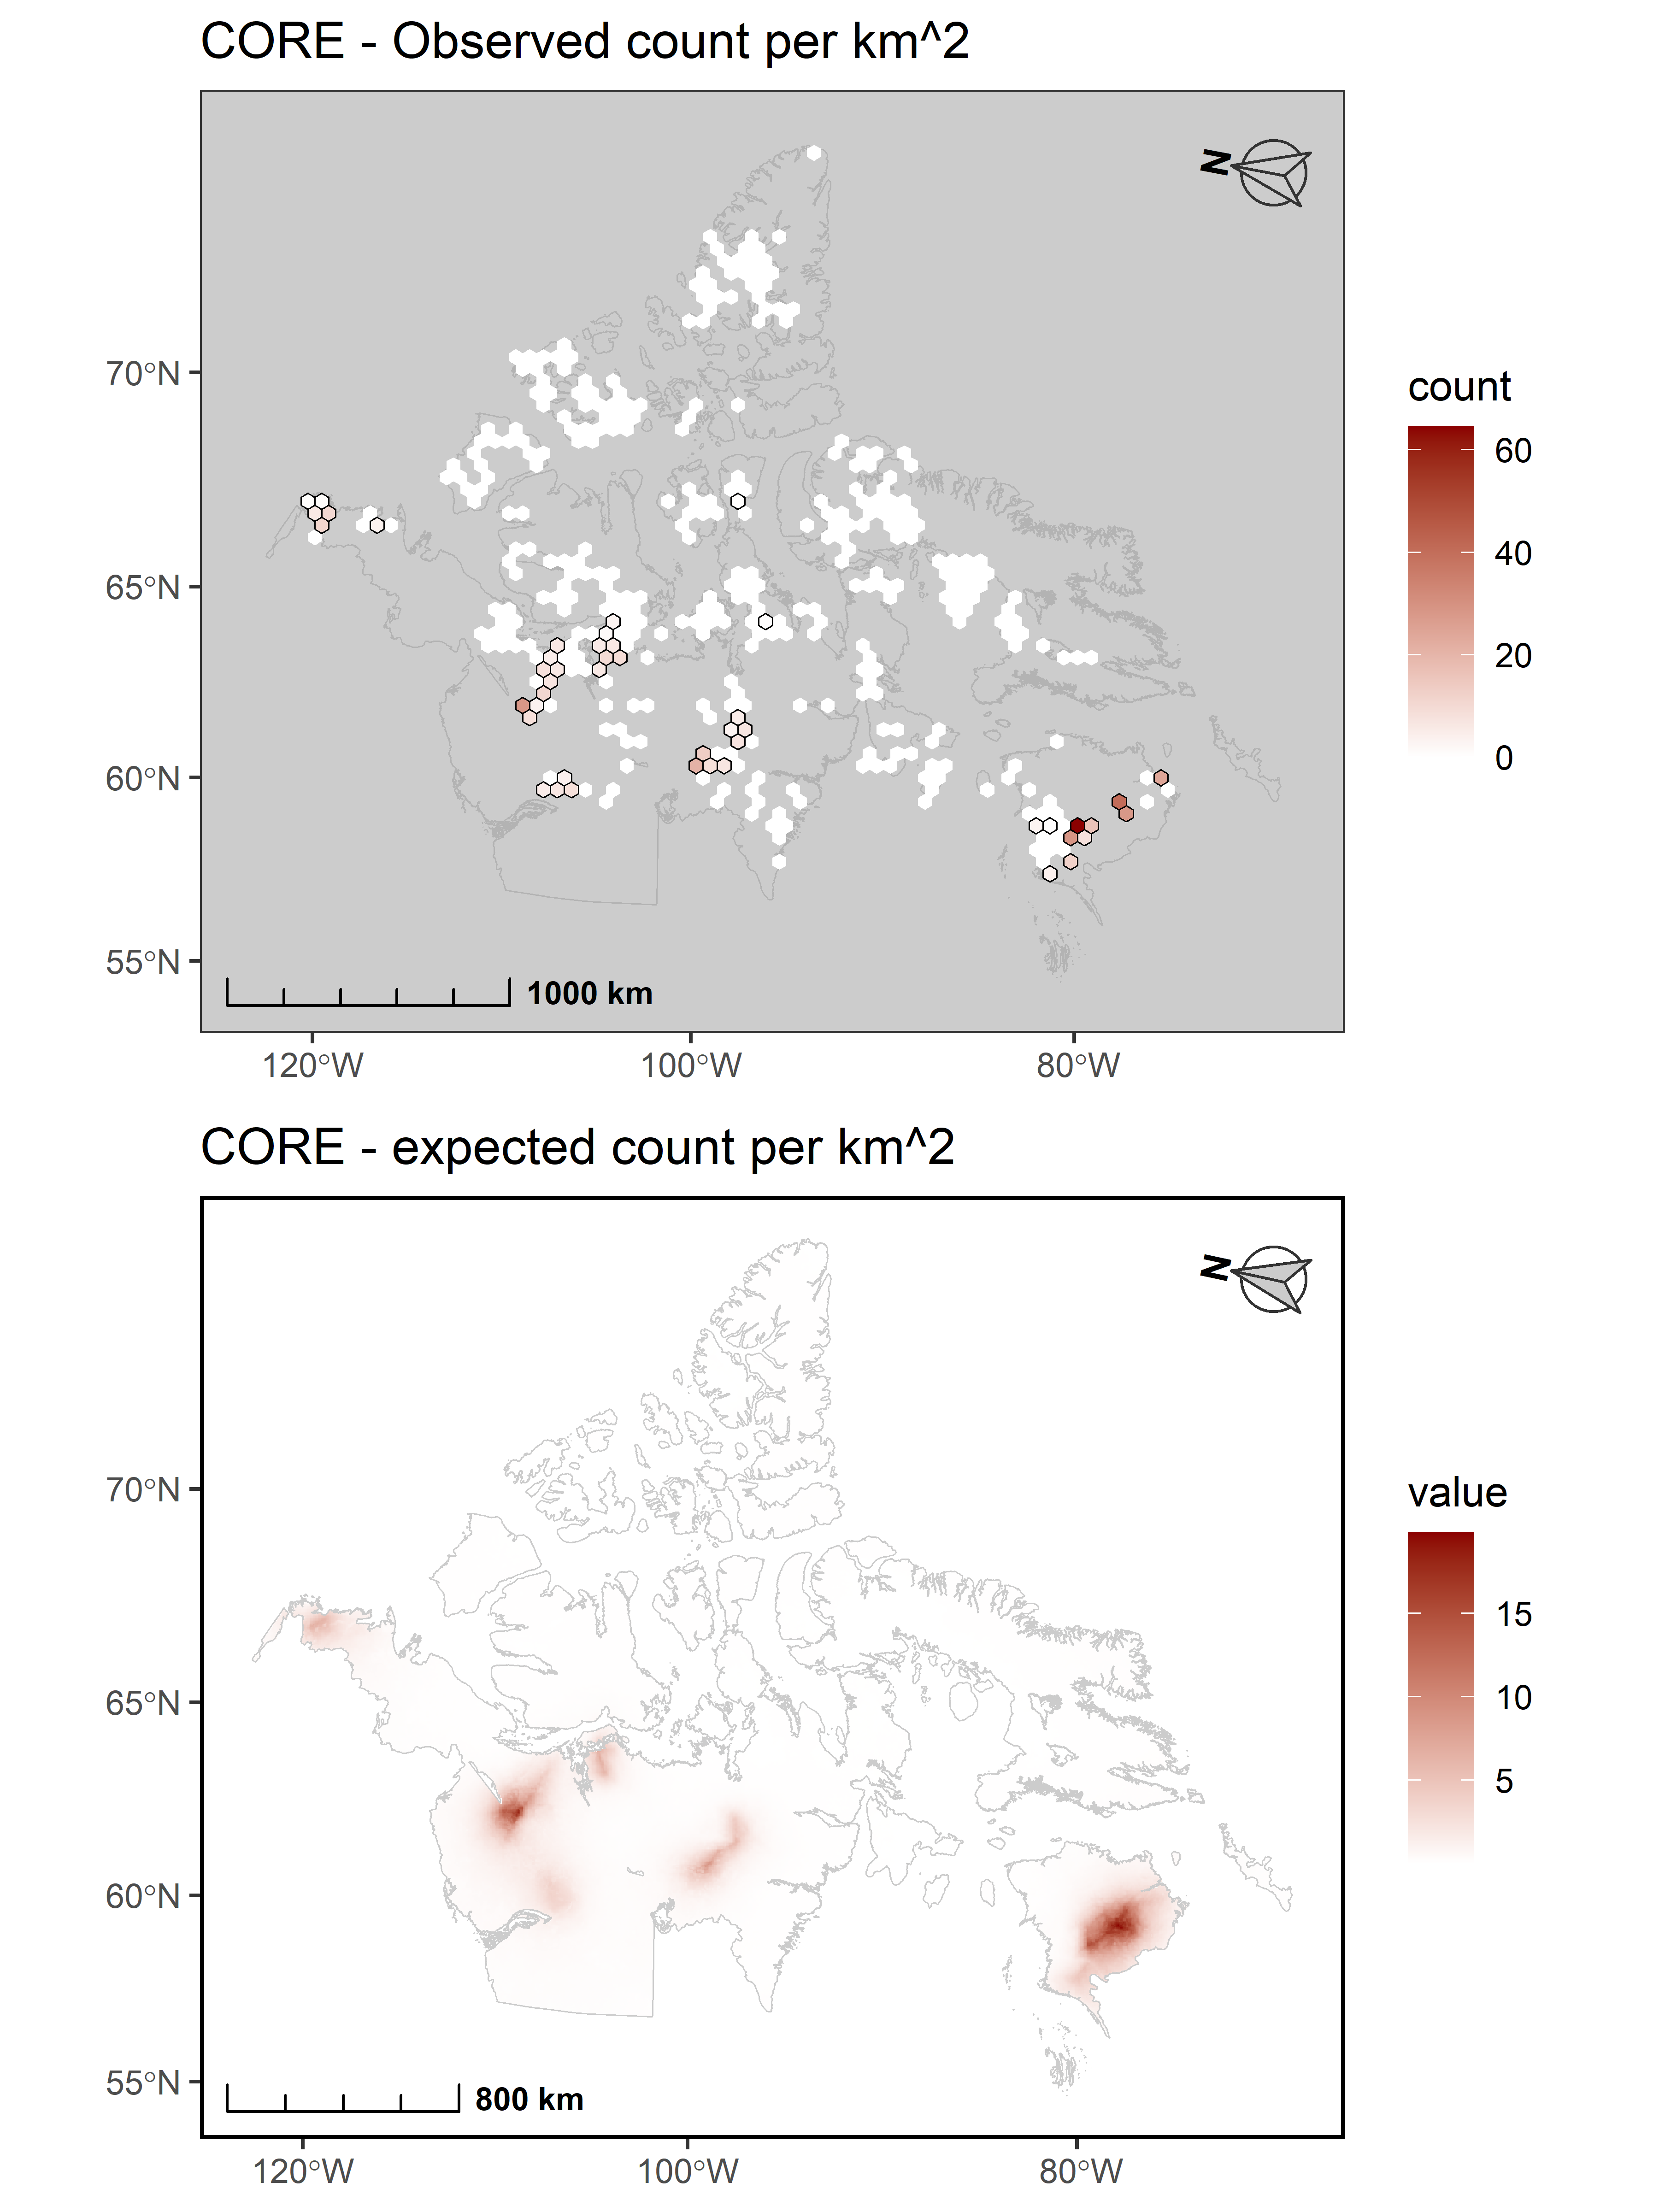 CORE - Observed count per km^2
N
70°N
65°N
60°N
55°N
1000 km
120°W
100°W
80°W
count
60
40
20
0
CORE - expected count per km^2
N
70°N
65°N
60°N
55°N
800 km
120°W
100°W
80°W
value
15
10
5